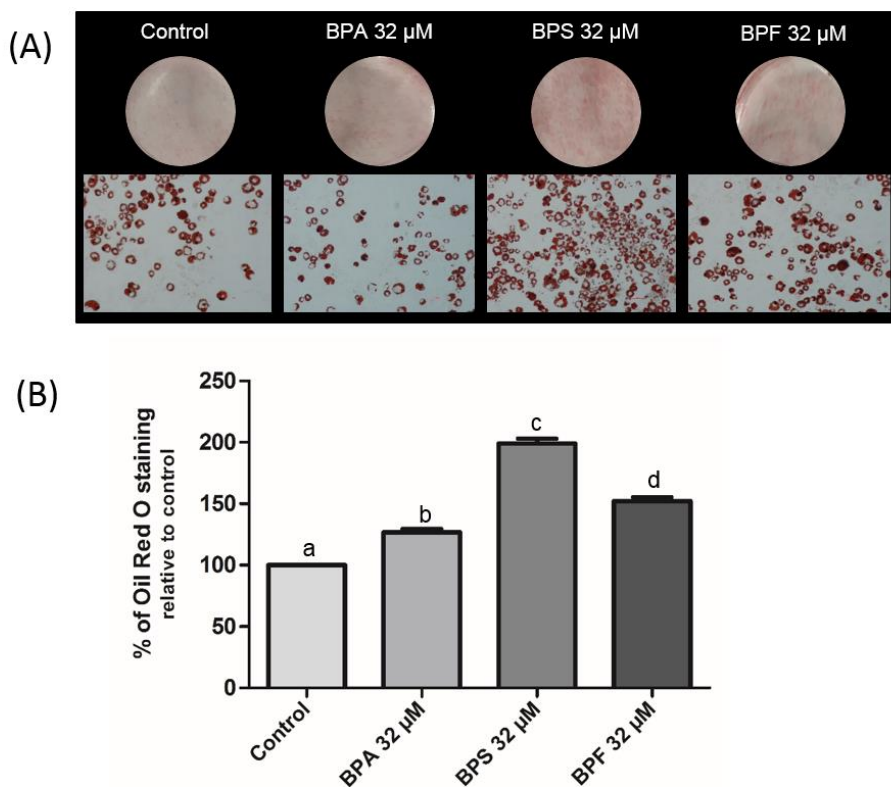 (A)
Control
BPA 32 µM
BPS 32 µM
BPF 32 µM
(B)
% of Oil Red O staining
relative to control
250
200
150
100
50
0
a
b
c
d
Control
BPA 32 µM
BPS 32 µM
BPF 32 µM